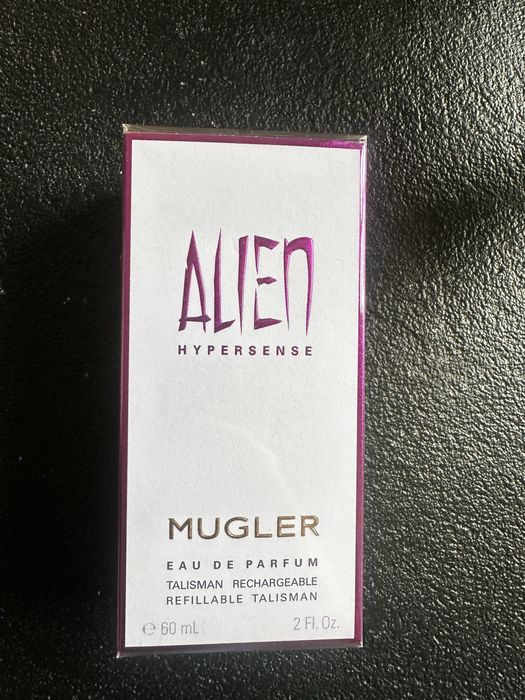 ALIEN
HYPERSENSE
MUGLER
EAU DE PARFUM
TALISMAN RECHARGEABLE
REFILLABLE TALISMAN
℮ 60 mL 2 Fl. Oz.